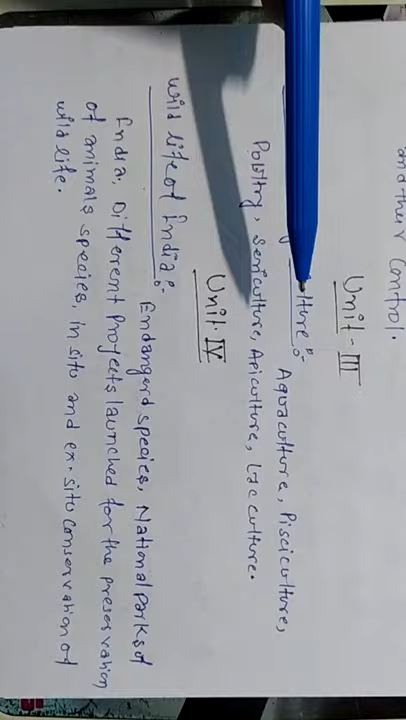 and their control.
Unit-III
lture:- Aquaculture, Pisciculture,
Poultry, Sericulture, Apiculture, Lac culture.
Unit-IV
Wild life of India:- Endangerd species, National parks of
India, Different Proyects launched for the preservation
of animals species, in situ and ex-situ conservation of
wild life.